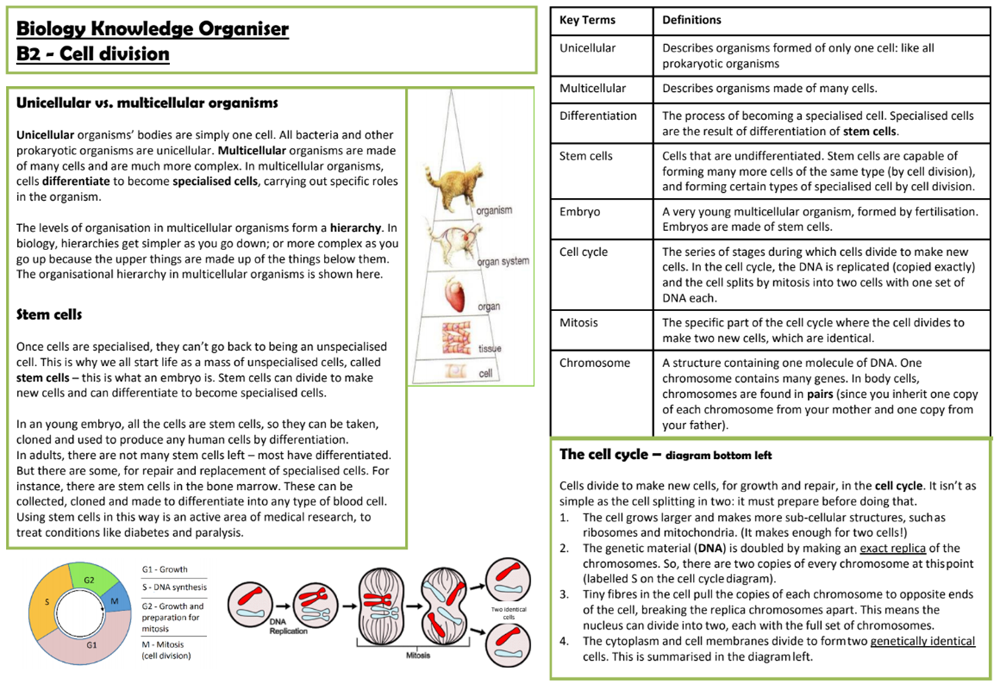 Biology Knowledge Organiser
B2 - Cell division
Unicellular vs. multicellular organisms
Unicellular organisms' bodies are simply one cell. All bacteria and other
prokaryotic organisms are unicellular. Multicellular organisms are made
of many cells and are much more complex. In multicellular organisms,
cells differentiate to become specialised cells, carrying out specific roles
in the organism.
The levels of organisation in multicellular organisms form a hierarchy. In
biology, hierarchies get simpler as you go down; or more complex as you
go up because the upper things are made up of the things below them.
The organisational hierarchy in multicellular organisms is shown here.
Stem cells
Once cells are specialised, they can't go back to being an unspecialised
cell. This is why we all start life as a mass of unspecialised cells, called
stem cells – this is what an embryo is. Stem cells can divide to make
new cells and can differentiate to become specialised cells.
In an young embryo, all the cells are stem cells, so they can be taken,
cloned and used to produce any human cells by differentiation.
In adults, there are not many stem cells left – most have differentiated.
But there are some, for repair and replacement of specialised cells. For
instance, there are stem cells in the bone marrow. These can be
collected, cloned and made to differentiate into any type of blood cell.
Using stem cells in this way is an active area of medical research, to
treat conditions like diabetes and paralysis.
organism
organ system
organ
tissue
cell
G2
S
M
G1
G1 - Growth
S - DNA synthesis
G2 - Growth and
preparation for
mitosis
M - Mitosis
(cell division)
DNA
Replication
Mitosis
Two identical
cells
Key Terms Definitions
Unicellular Describes organisms formed of only one cell: like all
prokaryotic organisms
Multicellular Describes organisms made of many cells.
Differentiation The process of becoming a specialised cell. Specialised cells
are the result of differentiation of stem cells.
Stem cells Cells that are undifferentiated. Stem cells are capable of
forming many more cells of the same type (by cell division),
and forming certain types of specialised cell by cell division.
Embryo A very young multicellular organism, formed by fertilisation.
Embryos are made of stem cells.
Cell cycle The series of stages during which cells divide to make new
cells. In the cell cycle, the DNA is replicated (copied exactly)
and the cell splits by mitosis into two cells with one set of
DNA each.
Mitosis The specific part of the cell cycle where the cell divides to
make two new cells, which are identical.
Chromosome A structure containing one molecule of DNA. One
chromosome contains many genes. In body cells,
chromosomes are found in pairs (since you inherit one copy
of each chromosome from your mother and one copy from
your father).
The cell cycle – diagram bottom left
Cells divide to make new cells, for growth and repair, in the cell cycle. It isn't as
simple as the cell splitting in two: it must prepare before doing that.
1. The cell grows larger and makes more sub-cellular structures, such as
ribosomes and mitochondria. (It makes enough for two cells!)
2. The genetic material (DNA) is doubled by making an exact replica of the
chromosomes. So, there are two copies of every chromosome at this point
(labelled S on the cell cycle diagram).
3. Tiny fibres in the cell pull the copies of each chromosome to opposite ends
of the cell, breaking the replica chromosomes apart. This means the
nucleus can divide into two, each with the full set of chromosomes.
4. The cytoplasm and cell membranes divide to form two genetically identical
cells. This is summarised in the diagram left.